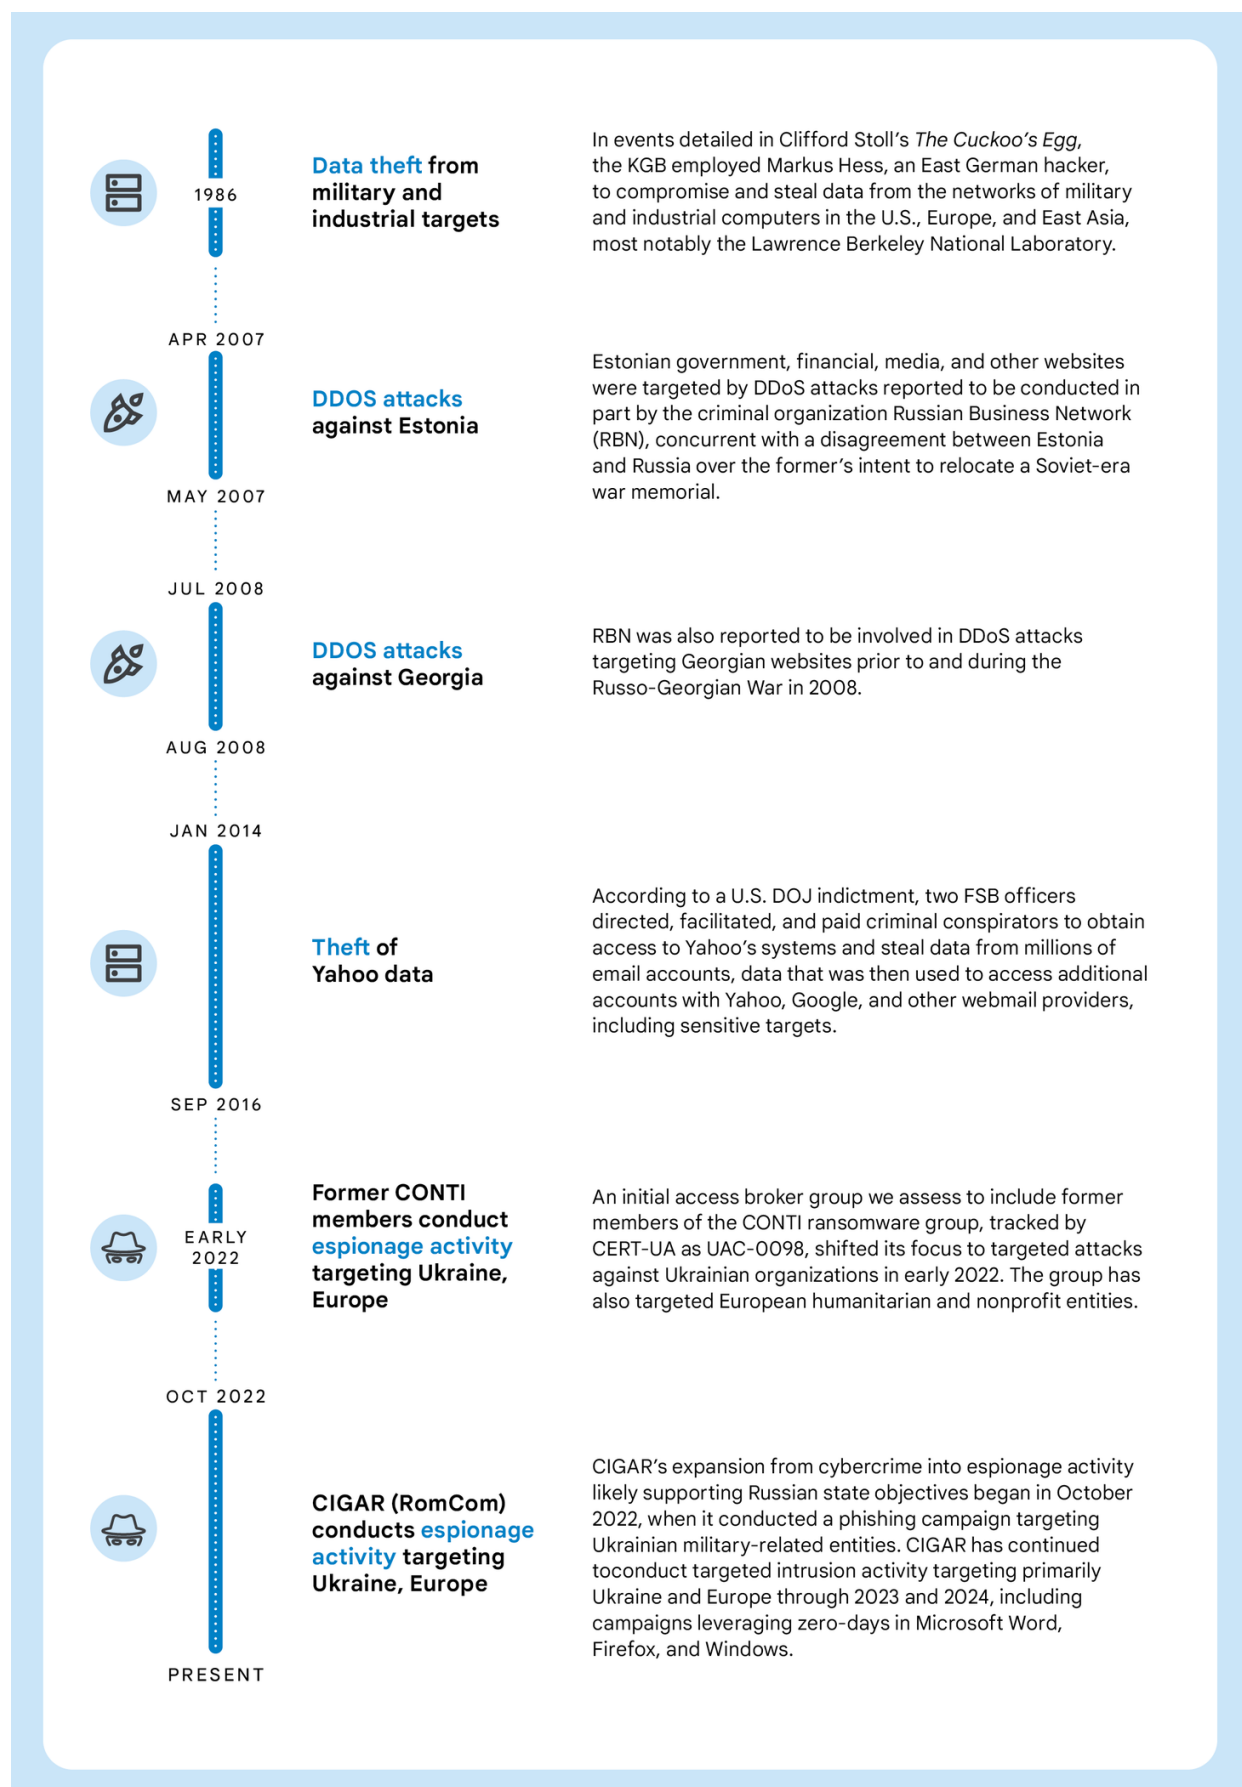 1986
Data theft from
military and
industrial targets
In events detailed in Clifford Stoll's The Cuckoo's Egg,
the KGB employed Markus Hess, an East German hacker,
to compromise and steal data from the networks of military
and industrial computers in the U.S., Europe, and East Asia,
most notably the Lawrence Berkeley National Laboratory.
APR 2007
DDOS attacks
against Estonia
Estonian government, financial, media, and other websites
were targeted by DDoS attacks reported to be conducted in
part by the criminal organization Russian Business Network
(RBN), concurrent with a disagreement between Estonia
and Russia over the former's intent to relocate a Soviet-era
war memorial.
MAY 2007
JUL 2008
DDOS attacks
against Georgia
RBN was also reported to be involved in DDoS attacks
targeting Georgian websites prior to and during the
Russo-Georgian War in 2008.
AUG 2008
JAN 2014
Theft of
Yahoo data
According to a U.S. DOJ indictment, two FSB officers
directed, facilitated, and paid criminal conspirators to obtain
access to Yahoo's systems and steal data from millions of
email accounts, data that was then used to access additional
accounts with Yahoo, Google, and other webmail providers,
including sensitive targets.
SEP 2016
EARLY
2022
Former CONTI
members conduct
espionage activity
targeting Ukraine,
Europe
An initial access broker group we assess to include former
members of the CONTI ransomware group, tracked by
CERT-UA as UAC-0098, shifted its focus to targeted attacks
against Ukrainian organizations in early 2022. The group has
also targeted European humanitarian and nonprofit entities.
OCT 2022
CIGAR (RomCom)
conducts espionage
activity targeting
Ukraine, Europe
CIGAR's expansion from cybercrime into espionage activity
likely supporting Russian state objectives began in October
2022, when it conducted a phishing campaign targeting
Ukrainian military-related entities. CIGAR has continued
toconduct targeted intrusion activity targeting primarily
Ukraine and Europe through 2023 and 2024, including
campaigns leveraging zero-days in Microsoft Word,
Firefox, and Windows.
PRESENT